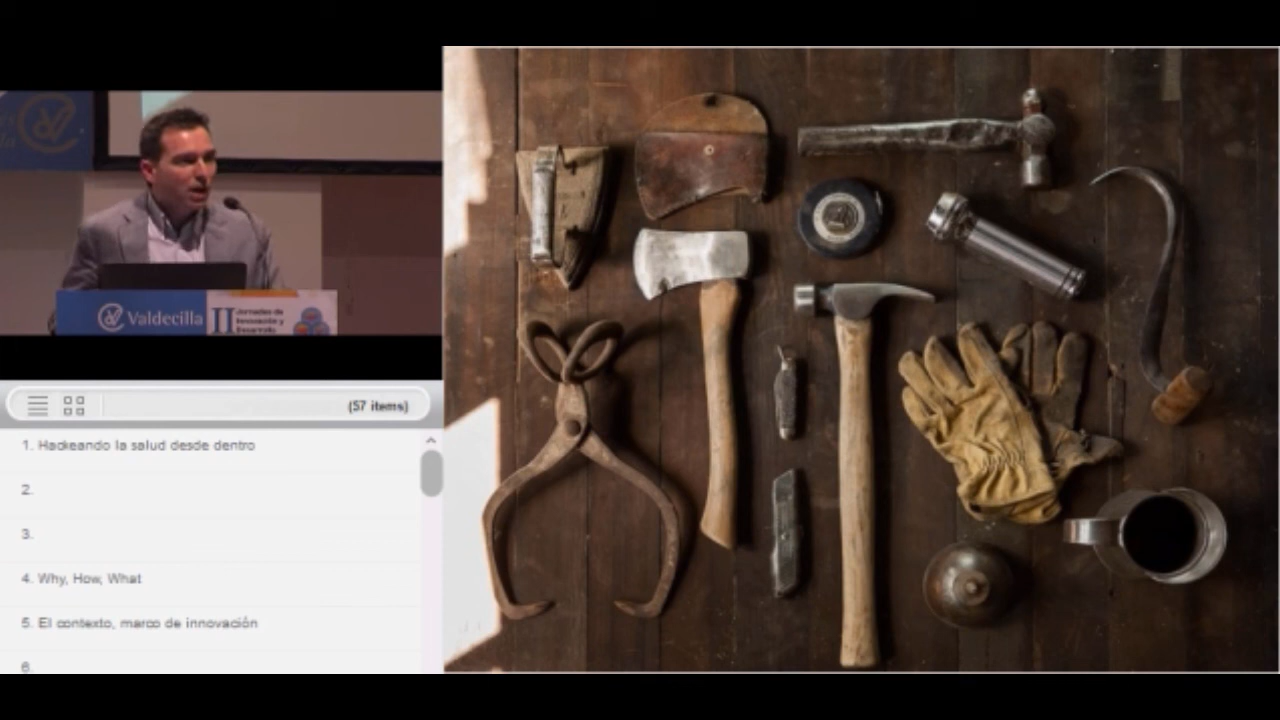 Valdecilla
II
Jornadas de
Innovación y
Desarrollo
(57 items)
1. Hackeando la salud desde dentro
2.
3.
4. Why, How, What
5. El contexto, marco de innovación
6.